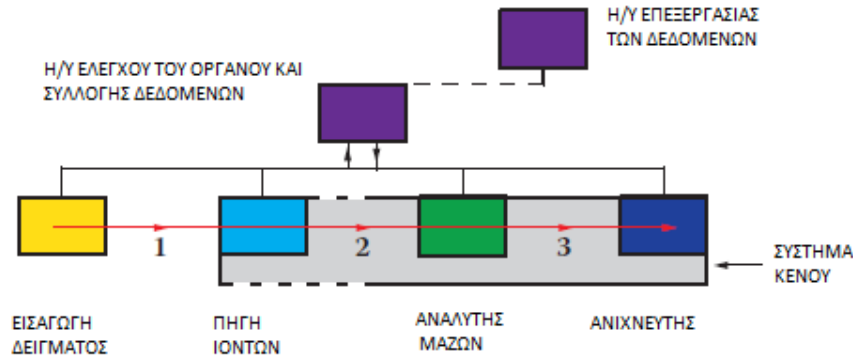 Η/Υ ΕΠΕΞΕΡΓΑΣΙΑΣ
ΤΩΝ ΔΕΔΟΜΕΝΩΝ
Η/Υ ΕΛΕΓΧΟΥ ΤΟΥ ΟΡΓΑΝΟΥ ΚΑΙ
ΣΥΛΛΟΓΗΣ ΔΕΔΟΜΕΝΩΝ
1
2
3
ΣΥΣΤΗΜΑ
ΚΕΝΟΥ
ΕΙΣΑΓΩΓΗ
ΔΕΙΓΜΑΤΟΣ
ΠΗΓΗ
ΙΟΝΤΩΝ
ΑΝΑΛΥΤΗΣ
ΜΑΖΩΝ
ΑΝΙΧΝΕΥΤΗΣ